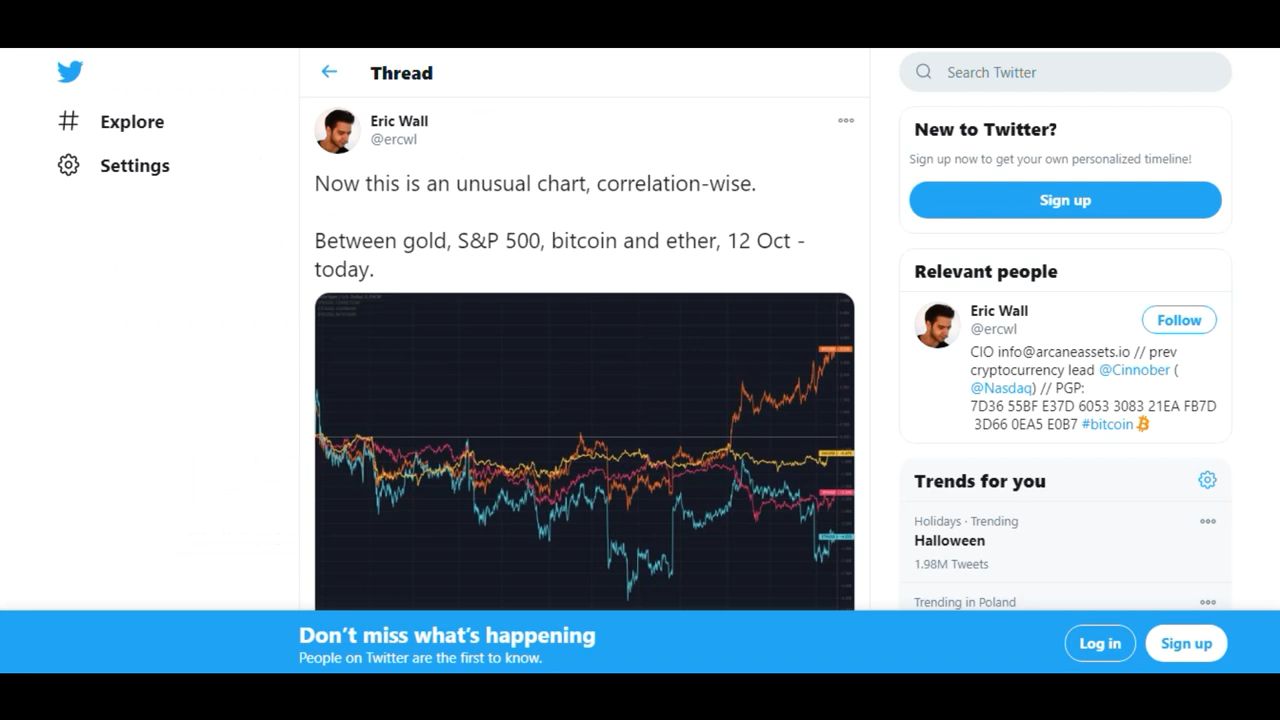 Explore
Settings
Thread
Eric Wall
@ercwl
Now this is an unusual chart, correlation-wise.
Between gold, S&P 500, bitcoin and ether, 12 Oct -
today.
Search Twitter
New to Twitter?
Sign up now to get your own personalized timeline!
Sign up
Relevant people
Eric Wall
@ercwl
Follow
CIO info@arcaneassets.io // prev
cryptocurrency lead @Cinnober (
@Nasdaq) // PGP:
7D36 55BF E37D 6053 3083 21EA FB7D
3D66 0EA5 E0B7 #bitcoin
Trends for you
Holidays · Trending
Halloween
1.98M Tweets
Trending in Poland
Don't miss what's happening
People on Twitter are the first to know.
Log in
Sign up